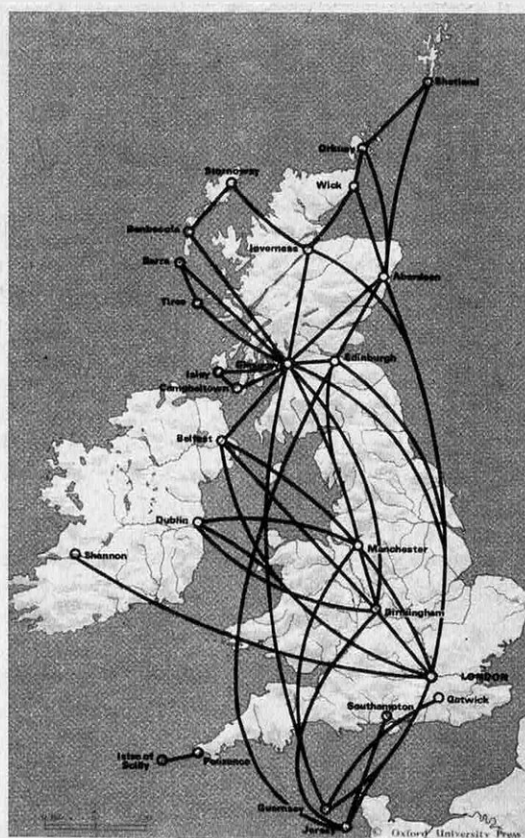 Shetland
Orkney
Stornoway
Wick
Benbecula
Inverness
Barra
Aberdeen
Tiree
Edinburgh
Islay
Campbeltown
Belfast
Dublin
Manchester
Shannon
Birmingham
LONDON
Gatwick
Southampton
Isles of
Scilly
Penzance
Guernsey
Jersey
© Oxford University Press